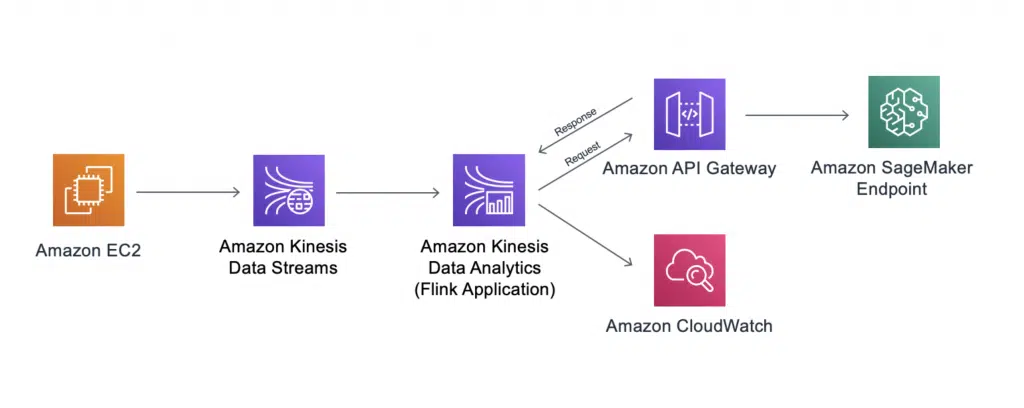 Response
Request
Amazon API Gateway
Amazon SageMaker
Endpoint
Amazon EC2
Amazon Kinesis
Data Streams
Amazon Kinesis
Data Analytics
(Flink Application)
Amazon CloudWatch